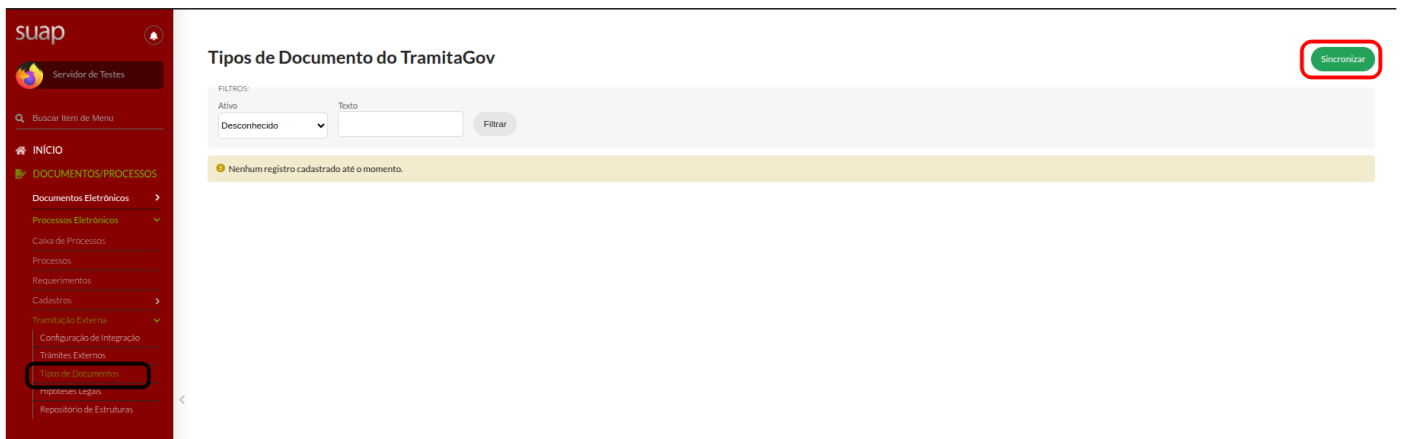 suap
Servidor de Testes
Buscar Item de Menu
INÍCIO
DOCUMENTOS/PROCESSOS
Documentos Eletrônicos
Processos Eletrônicos
Caixa de Processos
Processos
Requerimentos
Cadastros
Tramitação Externa
Configuração de Integração
Trâmites Externos
Tipos de Documentos
Hipóteses Legais
Repositório de Estruturas
Tipos de Documento do TramitaGov
Sincronizar
FILTROS:
Ativo Texto
Desconhecido Filtrar
Nenhum registro cadastrado até o momento.